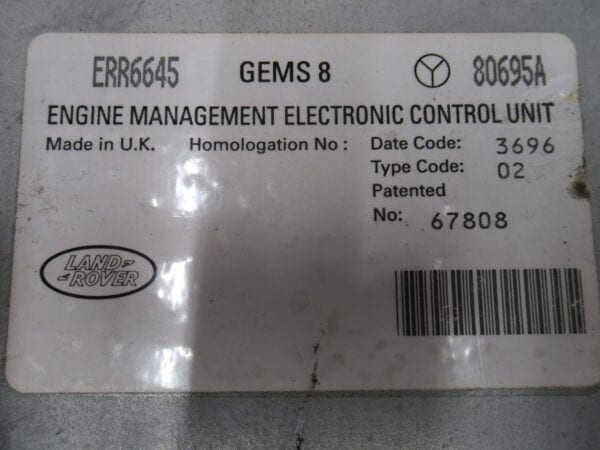 ERR6645 GEMS 8 80695A
ENGINE MANAGEMENT ELECTRONIC CONTROL UNIT
Made in U.K. Homologation No : Date Code: 3696
Type Code: 02
Patented
No: 67808
LAND
ROVER